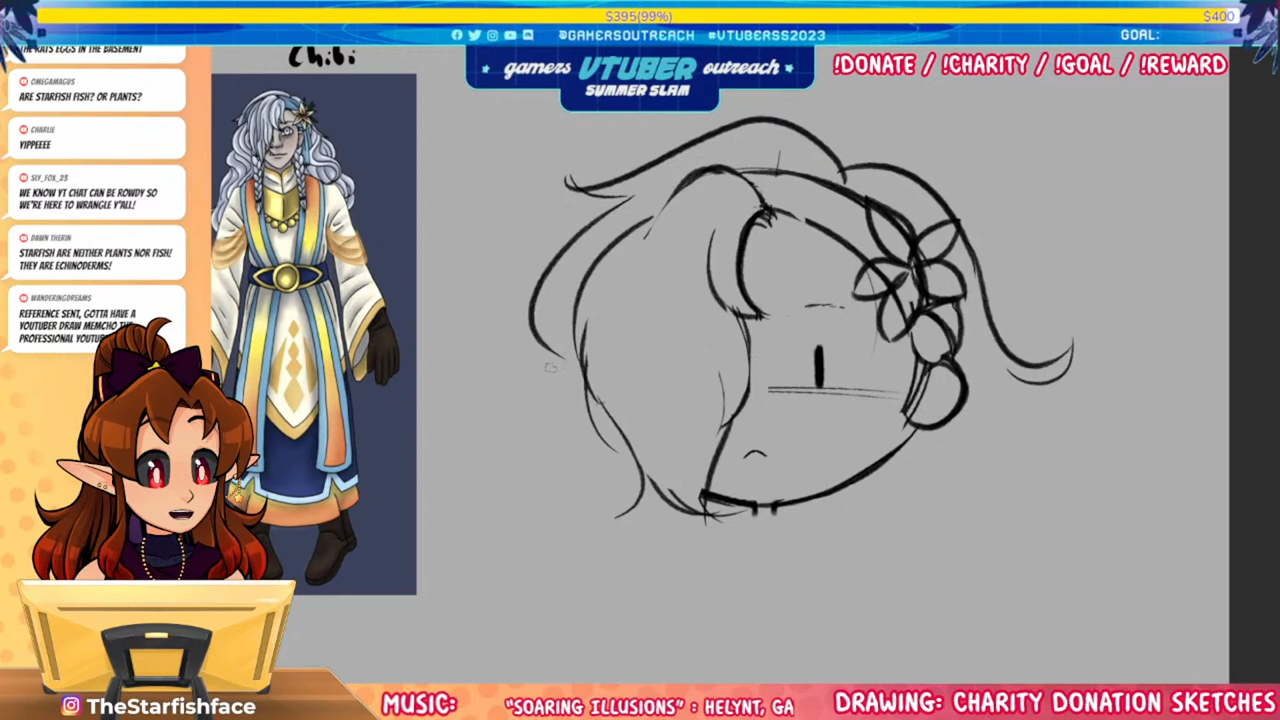 $395(99%)
$400
@GAMERSOUTREACH #VTUBERSS2023
GOAL:
gamers VTUBER outreach
SUMMER SLAM
!DONATE / !CHARITY / !GOAL / !REWARD
Chibi
THE RATS EGGS IN THE BASEMENT
OMEGAMAGUS
ARE STARFISH FISH? OR PLANTS?
CHARLIE
YIPPEEEE
SLY_FOX_23
WE KNOW YT CHAT CAN BE ROWDY SO
WE'RE HERE TO WRANGLE Y'ALL!
DAWN THERIN
STARFISH ARE NEITHER PLANTS NOR FISH!
THEY ARE ECHINODERMS!
WANDERINGDREAMS
REFERENCE SENT, GOTTA HAVE A
YOUTUBER DRAW MEMCHO
PROFESSIONAL
TheStarfishface
MUSIC:
"SOARING ILLUSIONS" : HELYNT, GA
DRAWING: CHARITY DONATION SKETCHES